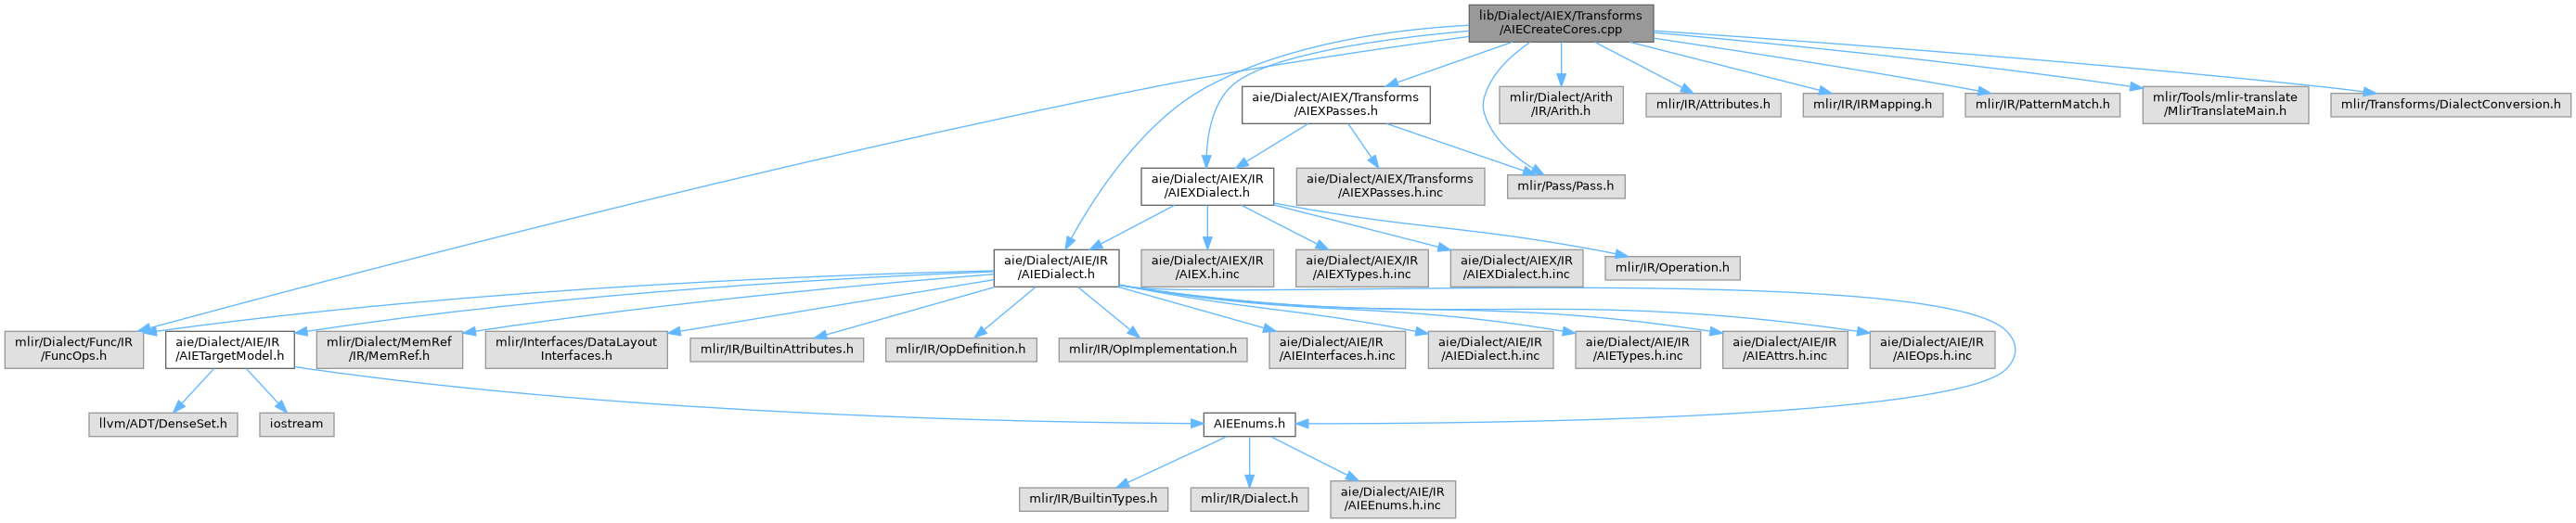 lib/Dialect/AIEX/Transforms
/AIECreateCores.cpp
aie/Dialect/AIEX/Transforms
/AIEXPasses.h
mlir/Dialect/Arith
/IR/Arith.h
mlir/IR/Attributes.h
mlir/IR/IRMapping.h
mlir/IR/PatternMatch.h
mlir/Tools/mlir-translate
/MlirTranslateMain.h
mlir/Transforms/DialectConversion.h
aie/Dialect/AIEX/IR
/AIEXDialect.h
aie/Dialect/AIEX/Transforms
/AIEXPasses.h.inc
mlir/Pass/Pass.h
aie/Dialect/AIE/IR
/AIEDialect.h
aie/Dialect/AIEX/IR
/AIEX.h.inc
aie/Dialect/AIEX/IR
/AIEXTypes.h.inc
aie/Dialect/AIEX/IR
/AIEXDialect.h.inc
mlir/IR/Operation.h
mlir/Dialect/Func/IR
/FuncOps.h
aie/Dialect/AIE/IR
/AIETargetModel.h
mlir/Dialect/MemRef
/IR/MemRef.h
mlir/Interfaces/DataLayout
Interfaces.h
mlir/IR/BuiltinAttributes.h
mlir/IR/OpDefinition.h
mlir/IR/OpImplementation.h
aie/Dialect/AIE/IR
/AIEInterfaces.h.inc
aie/Dialect/AIE/IR
/AIEDialect.h.inc
aie/Dialect/AIE/IR
/AIETypes.h.inc
aie/Dialect/AIE/IR
/AIEAttrs.h.inc
aie/Dialect/AIE/IR
/AIEOps.h.inc
llvm/ADT/DenseSet.h
iostream
AIEEnums.h
mlir/IR/BuiltinTypes.h
mlir/IR/Dialect.h
aie/Dialect/AIE/IR
/AIEEnums.h.inc